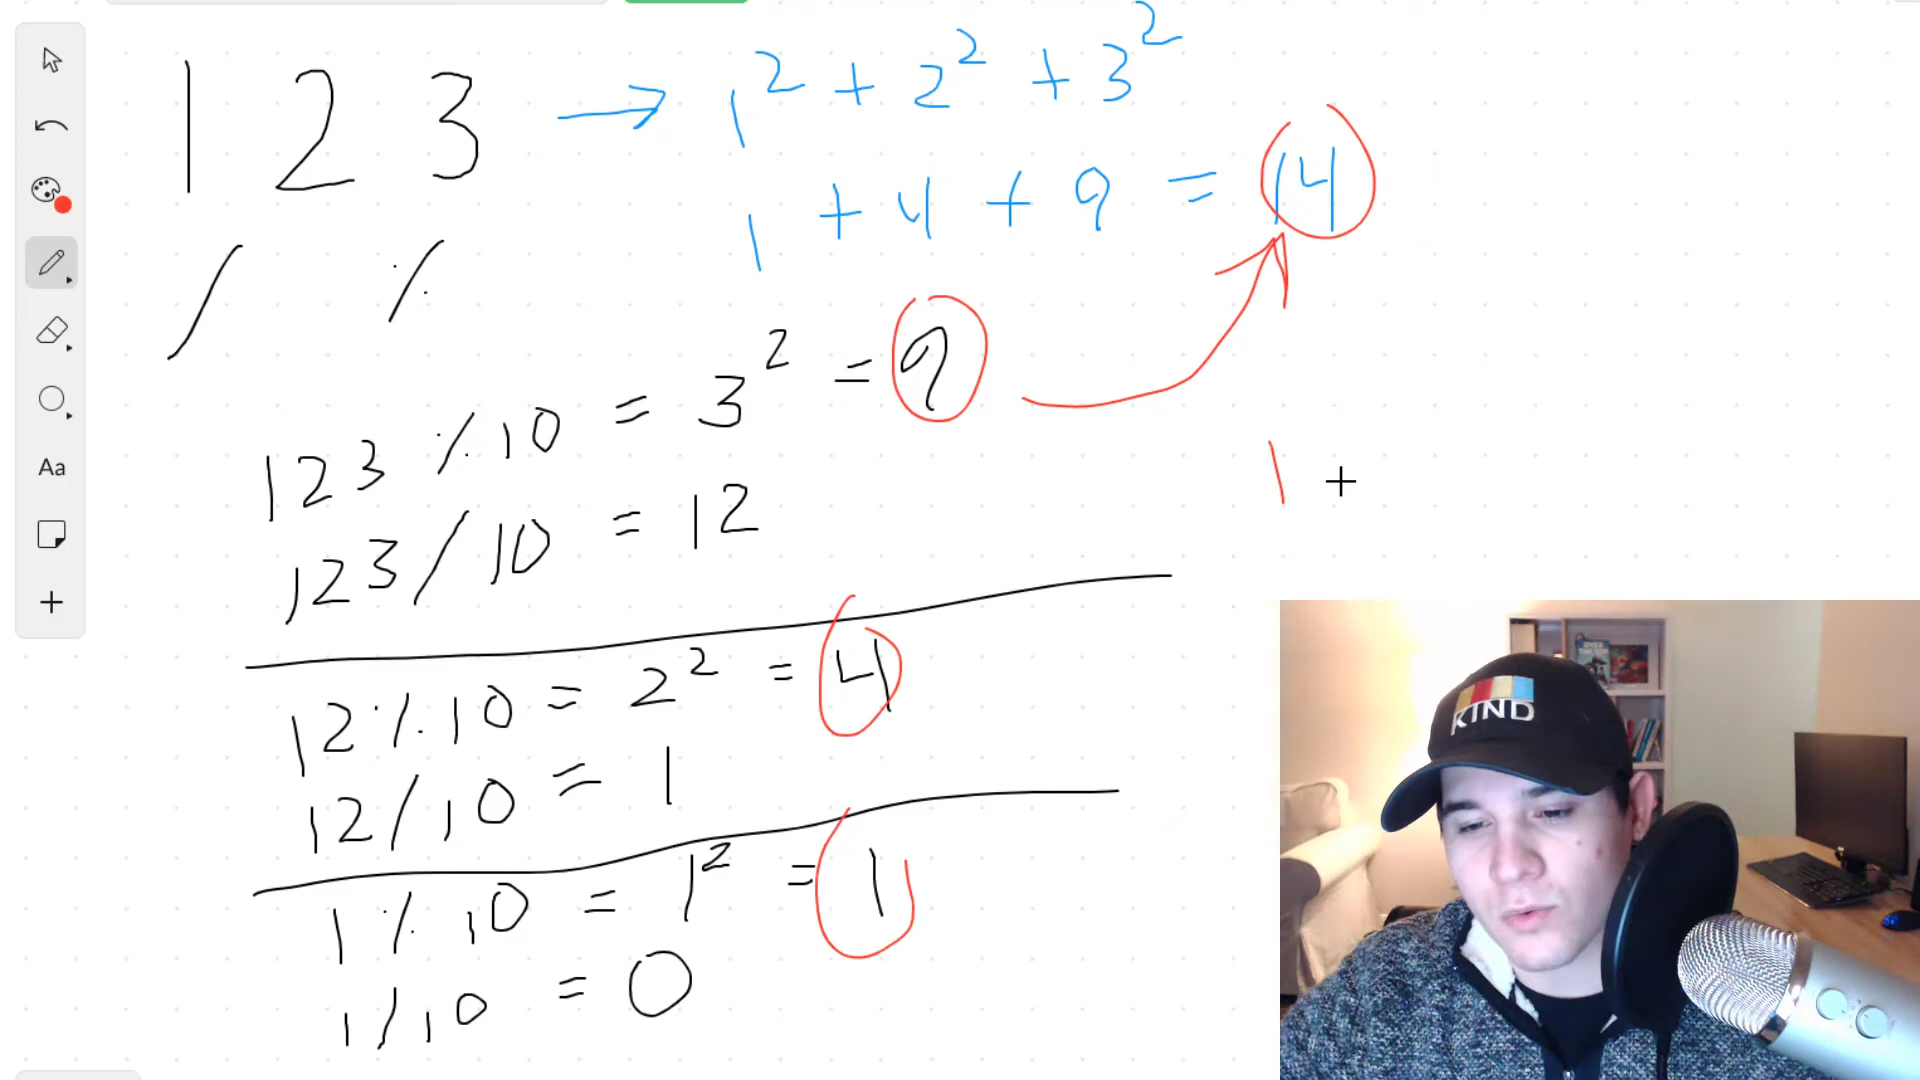 1 2 3 → 1² + 2² + 3²
1 + 4 + 9 = 14
/ %
123 % 10 = 3² = 9
1
123 / 10 = 12
12 % 10 = 2² = 4
12 / 10 = 1
1 % 10 = 1² = 1
1 / 10 = 0
Aa
KIND